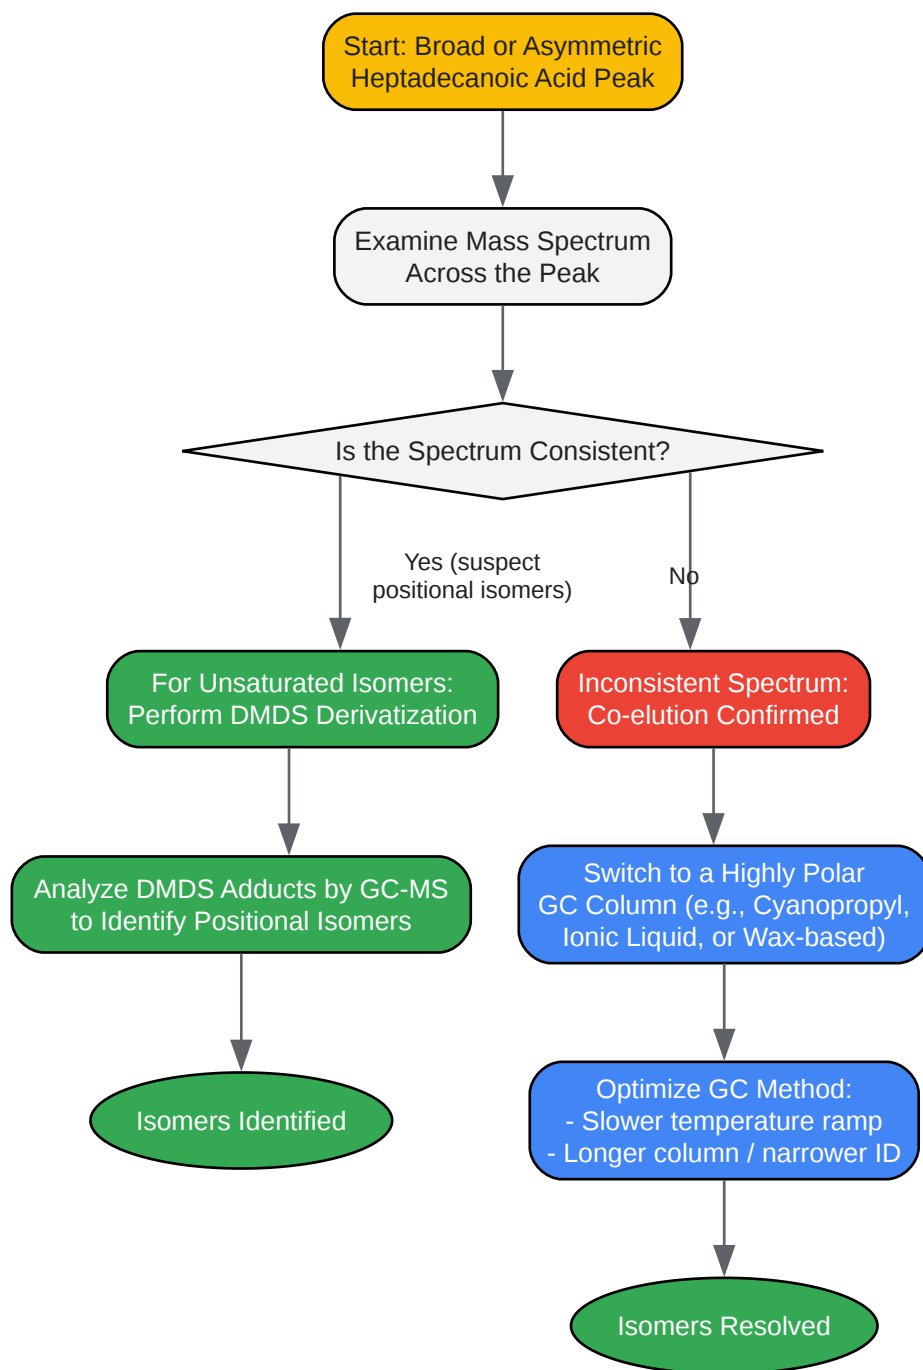 Start: Broad or Asymmetric
Heptadecanoic Acid Peak
Examine Mass Spectrum
Across the Peak
Is the Spectrum Consistent?
Yes (suspect
positional isomers)
No
For Unsaturated Isomers:
Perform DMDS Derivatization
Inconsistent Spectrum:
Co-elution Confirmed
Analyze DMDS Adducts by GC-MS
to Identify Positional Isomers
Switch to a Highly Polar
GC Column (e.g., Cyanopropyl,
Ionic Liquid, or Wax-based)
Isomers Identified
Optimize GC Method:
- Slower temperature ramp
- Longer column / narrower ID
Isomers Resolved